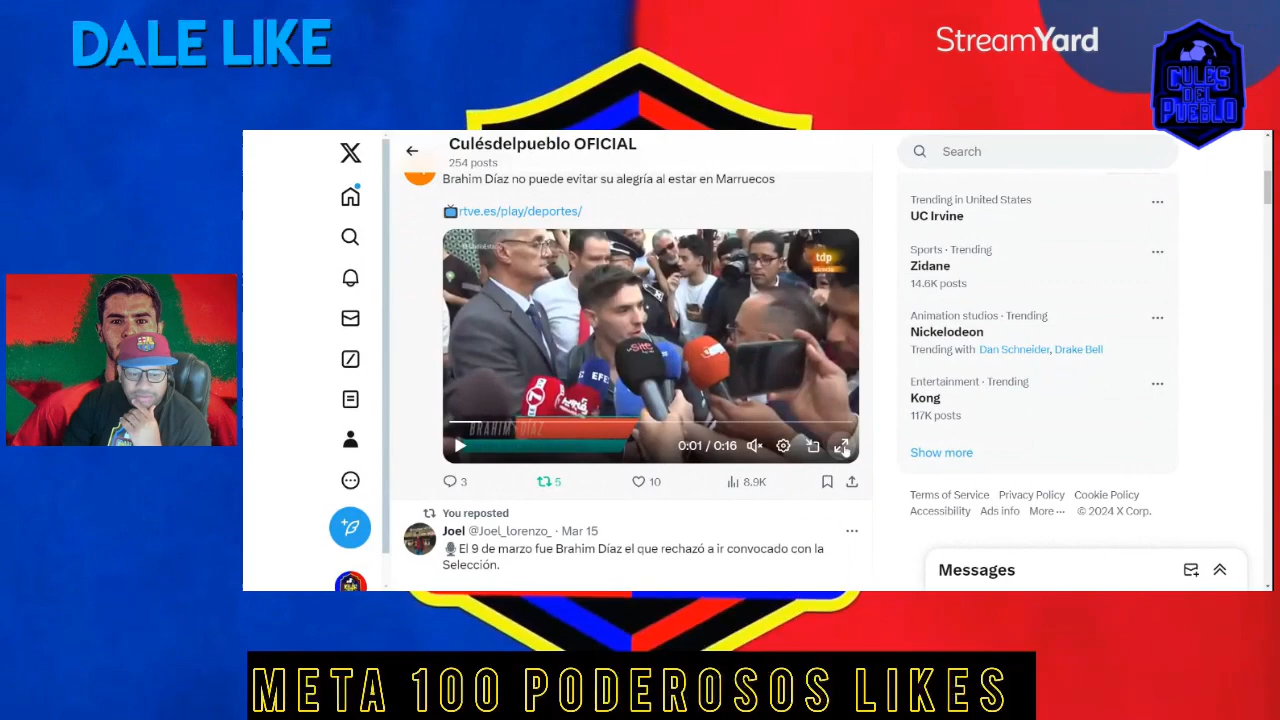 DALE LIKE
StreamYard
CULÉS
DEL
PUEBLO
Culésdelpueblo OFICIAL
254 posts
Brahim Díaz no puede evitar su alegría al estar en Marruecos
rtve.es/play/deportes/
tdp
EFE
BRAHIM DÍAZ
0:01 / 0:16
3
5
10
8.9K
You reposted
Joel @Joel_lorenzo_ · Mar 15
El 9 de marzo fue Brahim Díaz el que rechazó a ir convocado con la
Selección.
Search
Trending in United States
UC Irvine
Sports · Trending
Zidane
14.6K posts
Animation studios · Trending
Nickelodeon
Trending with Dan Schneider, Drake Bell
Entertainment · Trending
Kong
117K posts
Show more
Terms of Service Privacy Policy Cookie Policy
Accessibility Ads info More ··· © 2024 X Corp.
Messages
META 100 PODEROSOS LIKES